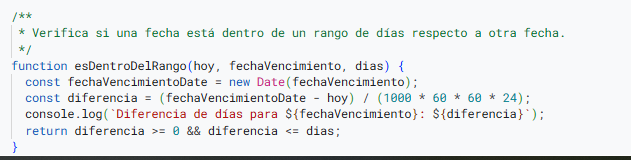 /**
 * Verifica si una fecha está dentro de un rango de días respecto a otra fecha.
 */
function esDentroDelRango(hoy, fechaVencimiento, dias) {
  const fechaVencimientoDate = new Date(fechaVencimiento);
  const diferencia = (fechaVencimientoDate - hoy) / (1000 * 60 * 60 * 24);
  console.log(`Diferencia de días para ${fechaVencimiento}: ${diferencia}`);
  return diferencia >= 0 && diferencia <= dias;
}